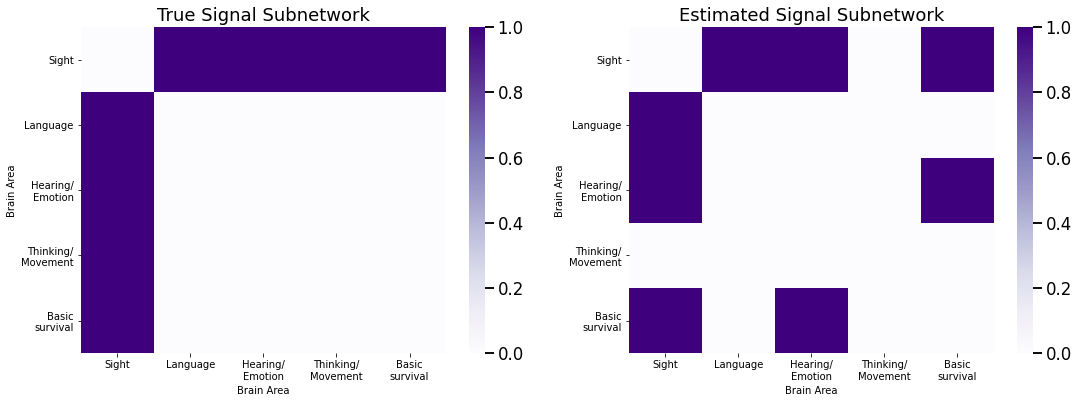 True Signal Subnetwork
Estimated Signal Subnetwork
Brain Area
Sight
Language
Hearing/
Emotion
Thinking/
Movement
Basic
survival
Sight
Language
Hearing/
Emotion
Thinking/
Movement
Basic
survival
Brain Area
1.0
0.8
0.6
0.4
0.2
0.0
Brain Area
Sight
Language
Hearing/
Emotion
Thinking/
Movement
Basic
survival
Sight
Language
Hearing/
Emotion
Thinking/
Movement
Basic
survival
Brain Area
1.0
0.8
0.6
0.4
0.2
0.0